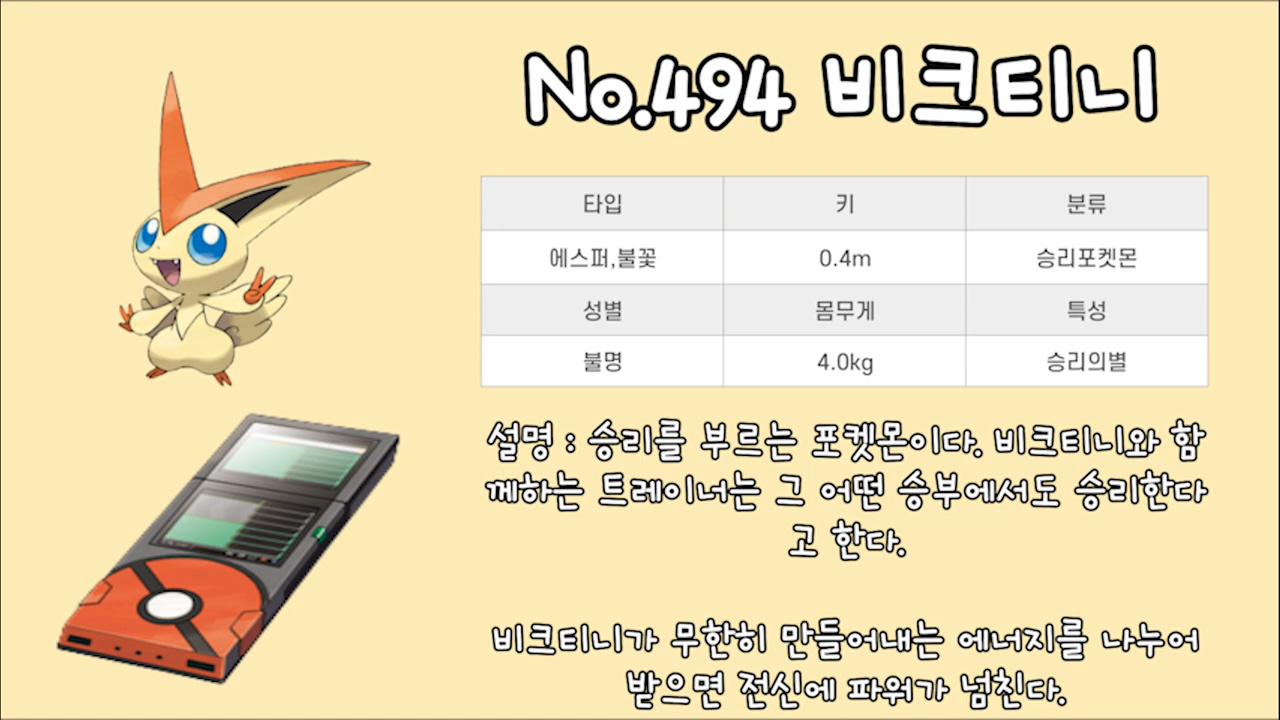 No.494 비크티니
타입 키 분류
에스퍼,불꽃 0.4m 승리포켓몬
성별 몸무게 특성
불명 4.0kg 승리의별
설명 : 승리를 부르는 포켓몬이다. 비크티니와 함
께하는 트레이너는 그 어떤 승부에서도 승리한다
고 한다.
비크티니가 무한히 만들어내는 에너지를 나누어
받으면 전신에 파워가 넘친다.